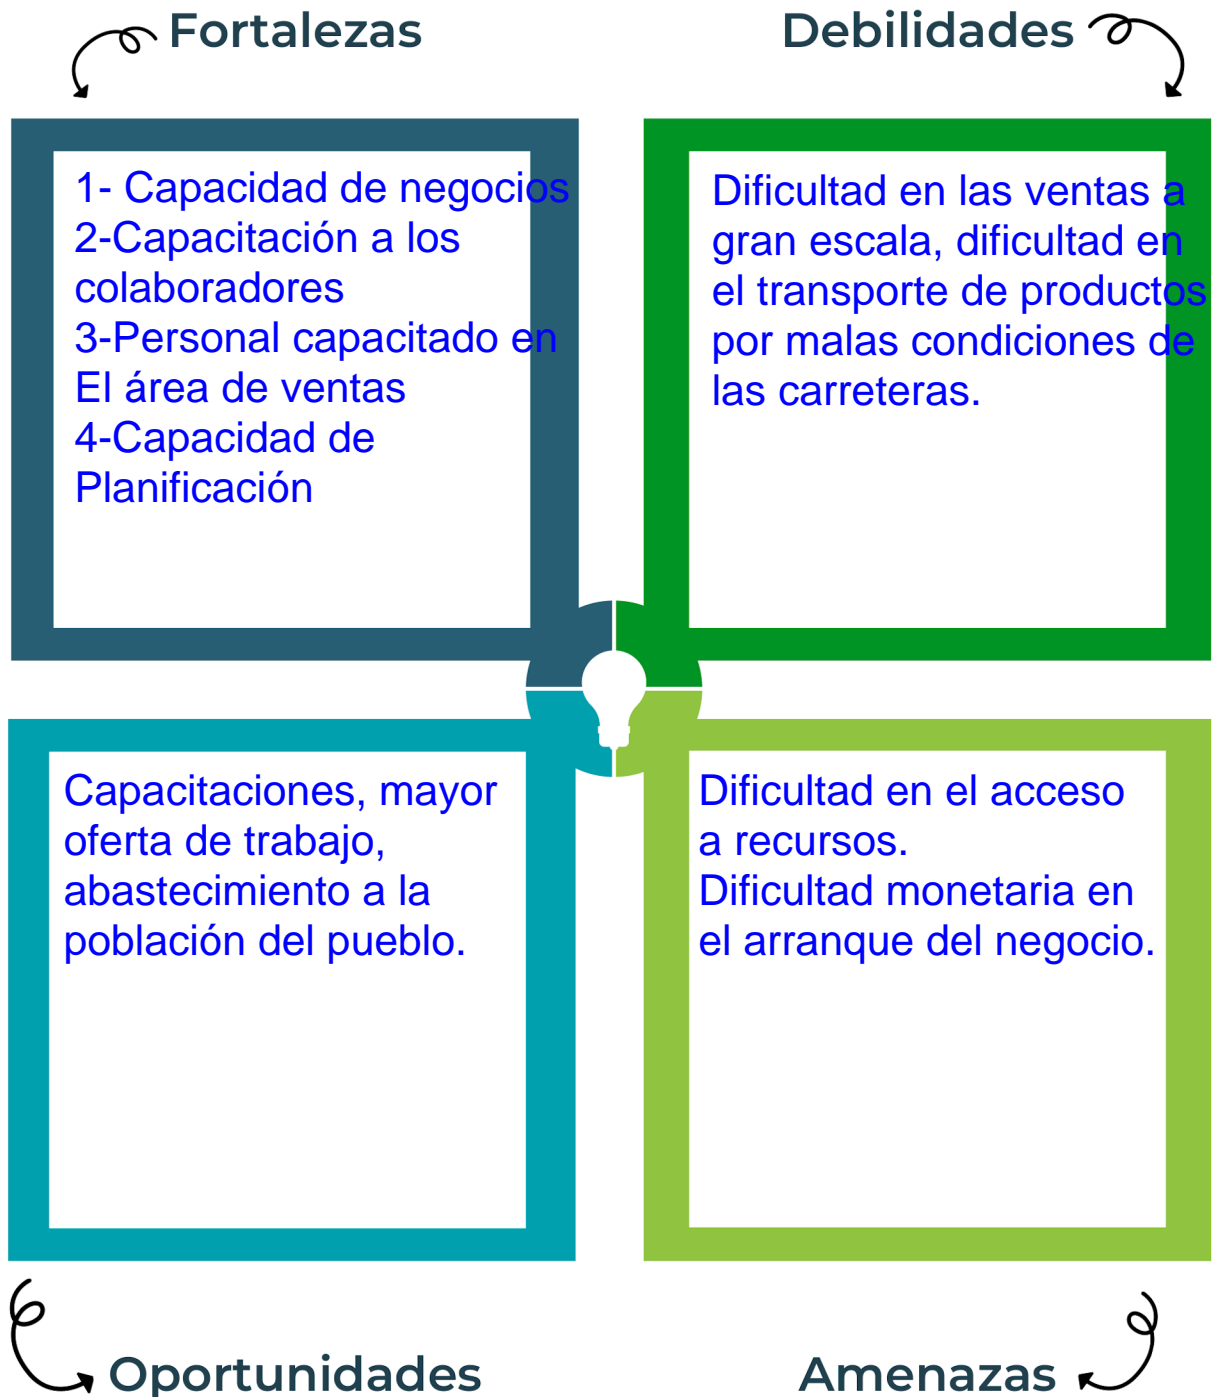 Fortalezas
1- Capacidad de negocios
2-Capacitación a los
colaboradores
3-Personal capacitado en
El área de ventas
4-Capacidad de
Planificación
Debilidades
Dificultad en las ventas a
gran escala, dificultad en
el transporte de productos
por malas condiciones de
las carreteras.
Capacitaciones, mayor
oferta de trabajo,
abastecimiento a la
población del pueblo.
Oportunidades
Dificultad en el acceso
a recursos.
Dificultad monetaria en
el arranque del negocio.
Amenazas